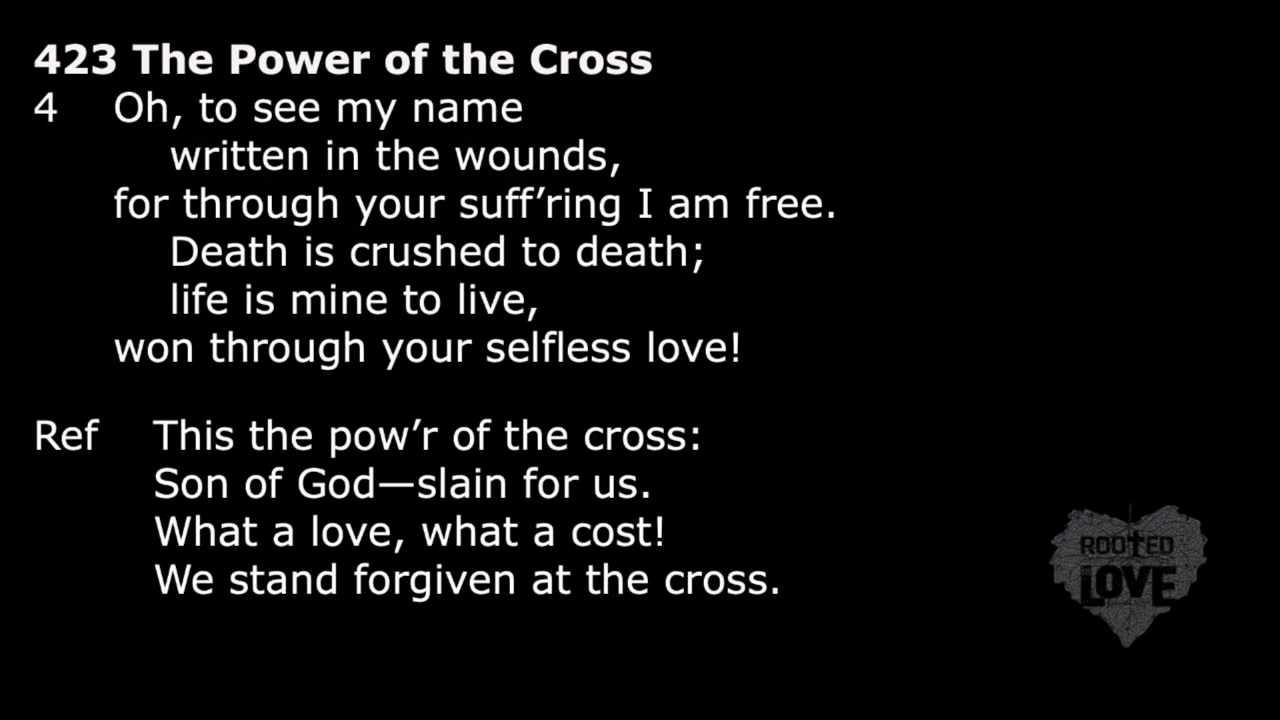 423 The Power of the Cross
4 Oh, to see my name
written in the wounds,
for through your suff’ring I am free.
Death is crushed to death;
life is mine to live,
won through your selfless love!
Ref This the pow’r of the cross:
Son of God—slain for us.
What a love, what a cost!
We stand forgiven at the cross.
ROOTED
LOVE